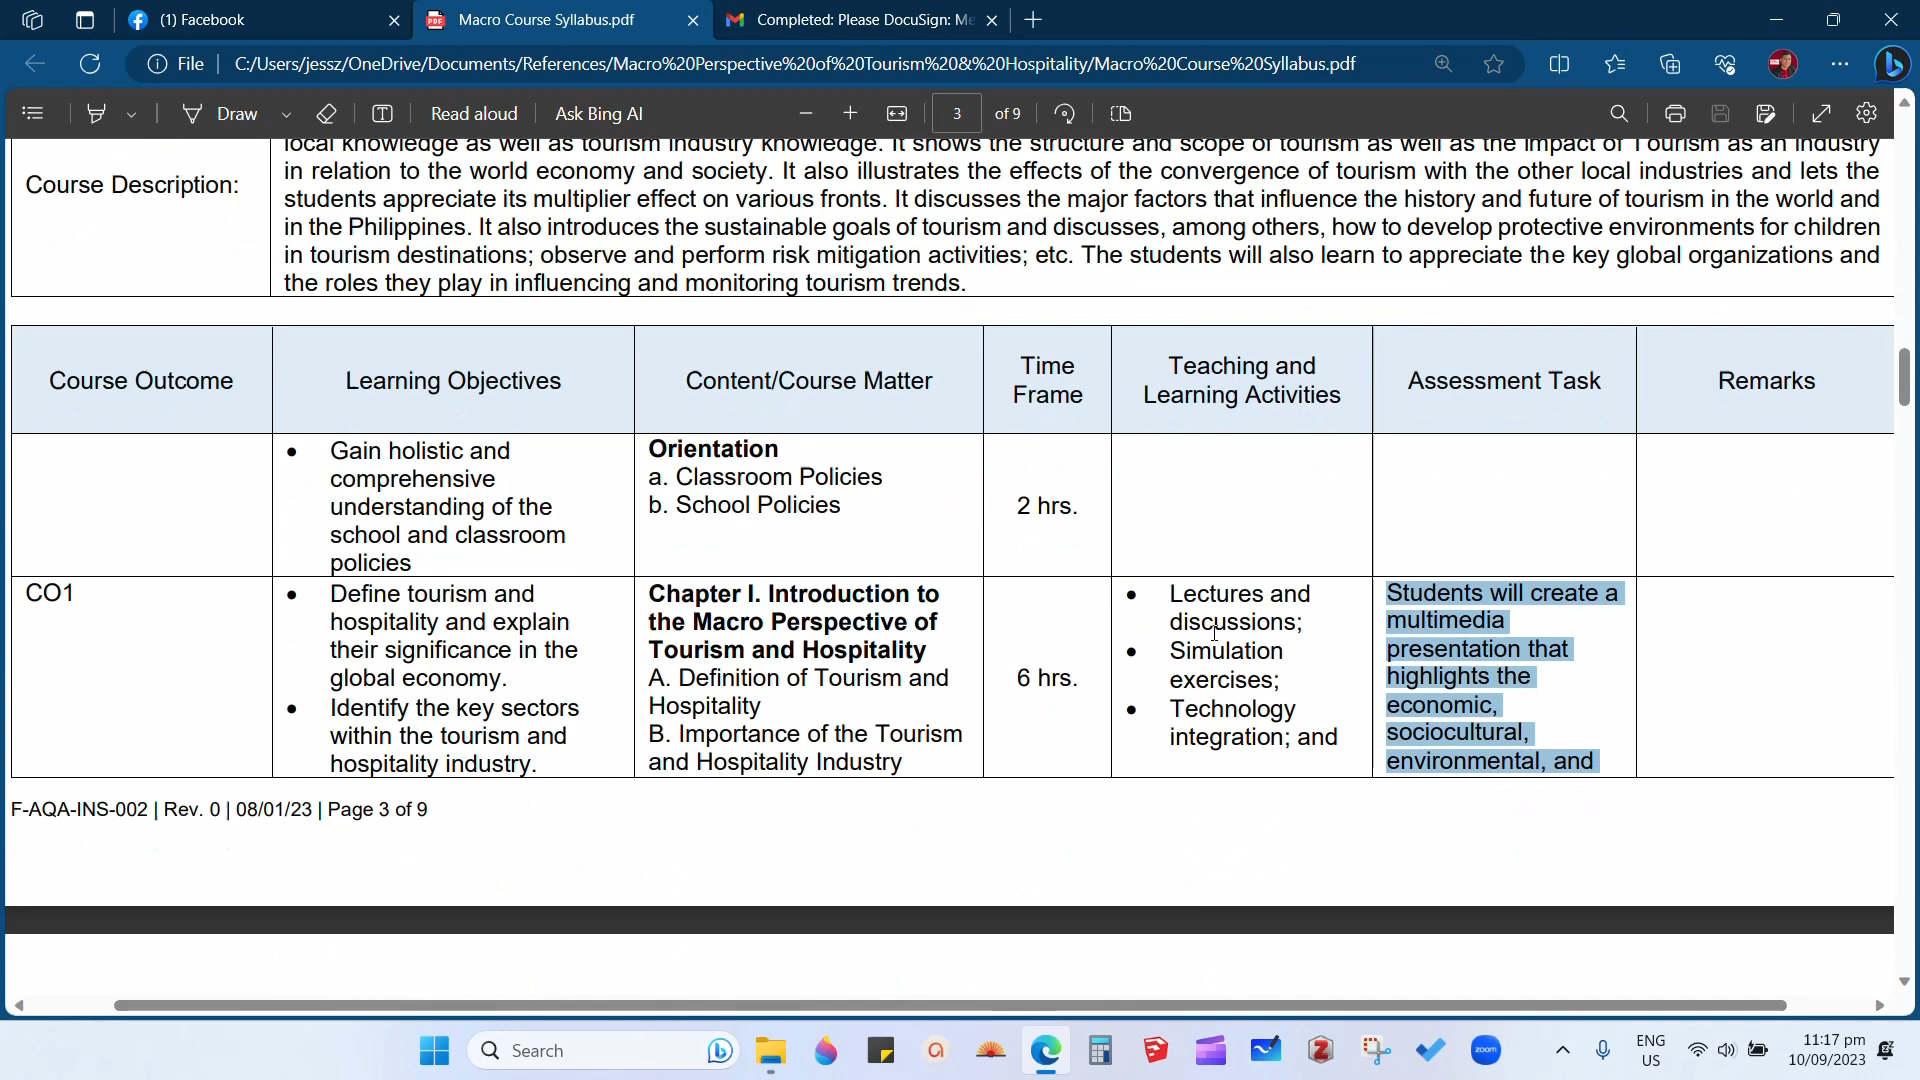 (1) Facebook
Macro Course Syllabus.pdf
Completed: Please DocuSign: Me
File
C:/Users/jessz/OneDrive/Documents/References/Macro%20Perspective%20of%20Tourism%20&%20Hospitality/Macro%20Course%20Syllabus.pdf
Draw
Read aloud
Ask Bing AI
3 of 9
local knowledge as well as tourism industry knowledge. It shows the structure and scope of tourism as well as the impact of Tourism as an industry
Course Description:
in relation to the world economy and society. It also illustrates the effects of the convergence of tourism with the other local industries and lets the
students appreciate its multiplier effect on various fronts. It discusses the major factors that influence the history and future of tourism in the world and
in the Philippines. It also introduces the sustainable goals of tourism and discusses, among others, how to develop protective environments for children
in tourism destinations; observe and perform risk mitigation activities; etc. The students will also learn to appreciate the key global organizations and
the roles they play in influencing and monitoring tourism trends.
Course Outcome
Learning Objectives
Content/Course Matter
Time
Frame
Teaching and
Learning Activities
Assessment Task
Remarks
• Gain holistic and
comprehensive
understanding of the
school and classroom
policies
Orientation
a. Classroom Policies
b. School Policies
2 hrs.
CO1
• Define tourism and
hospitality and explain
their significance in the
global economy.
• Identify the key sectors
within the tourism and
hospitality industry.
Chapter I. Introduction to
the Macro Perspective of
Tourism and Hospitality
A. Definition of Tourism and
Hospitality
B. Importance of the Tourism
and Hospitality Industry
6 hrs.
• Lectures and
discussions;
• Simulation
exercises;
• Technology
integration; and
Students will create a
multimedia
presentation that
highlights the
economic,
sociocultural,
environmental, and
F-AQA-INS-002 | Rev. 0 | 08/01/23 | Page 3 of 9
Search
zoom
ENG
US
11:17 pm
10/09/2023